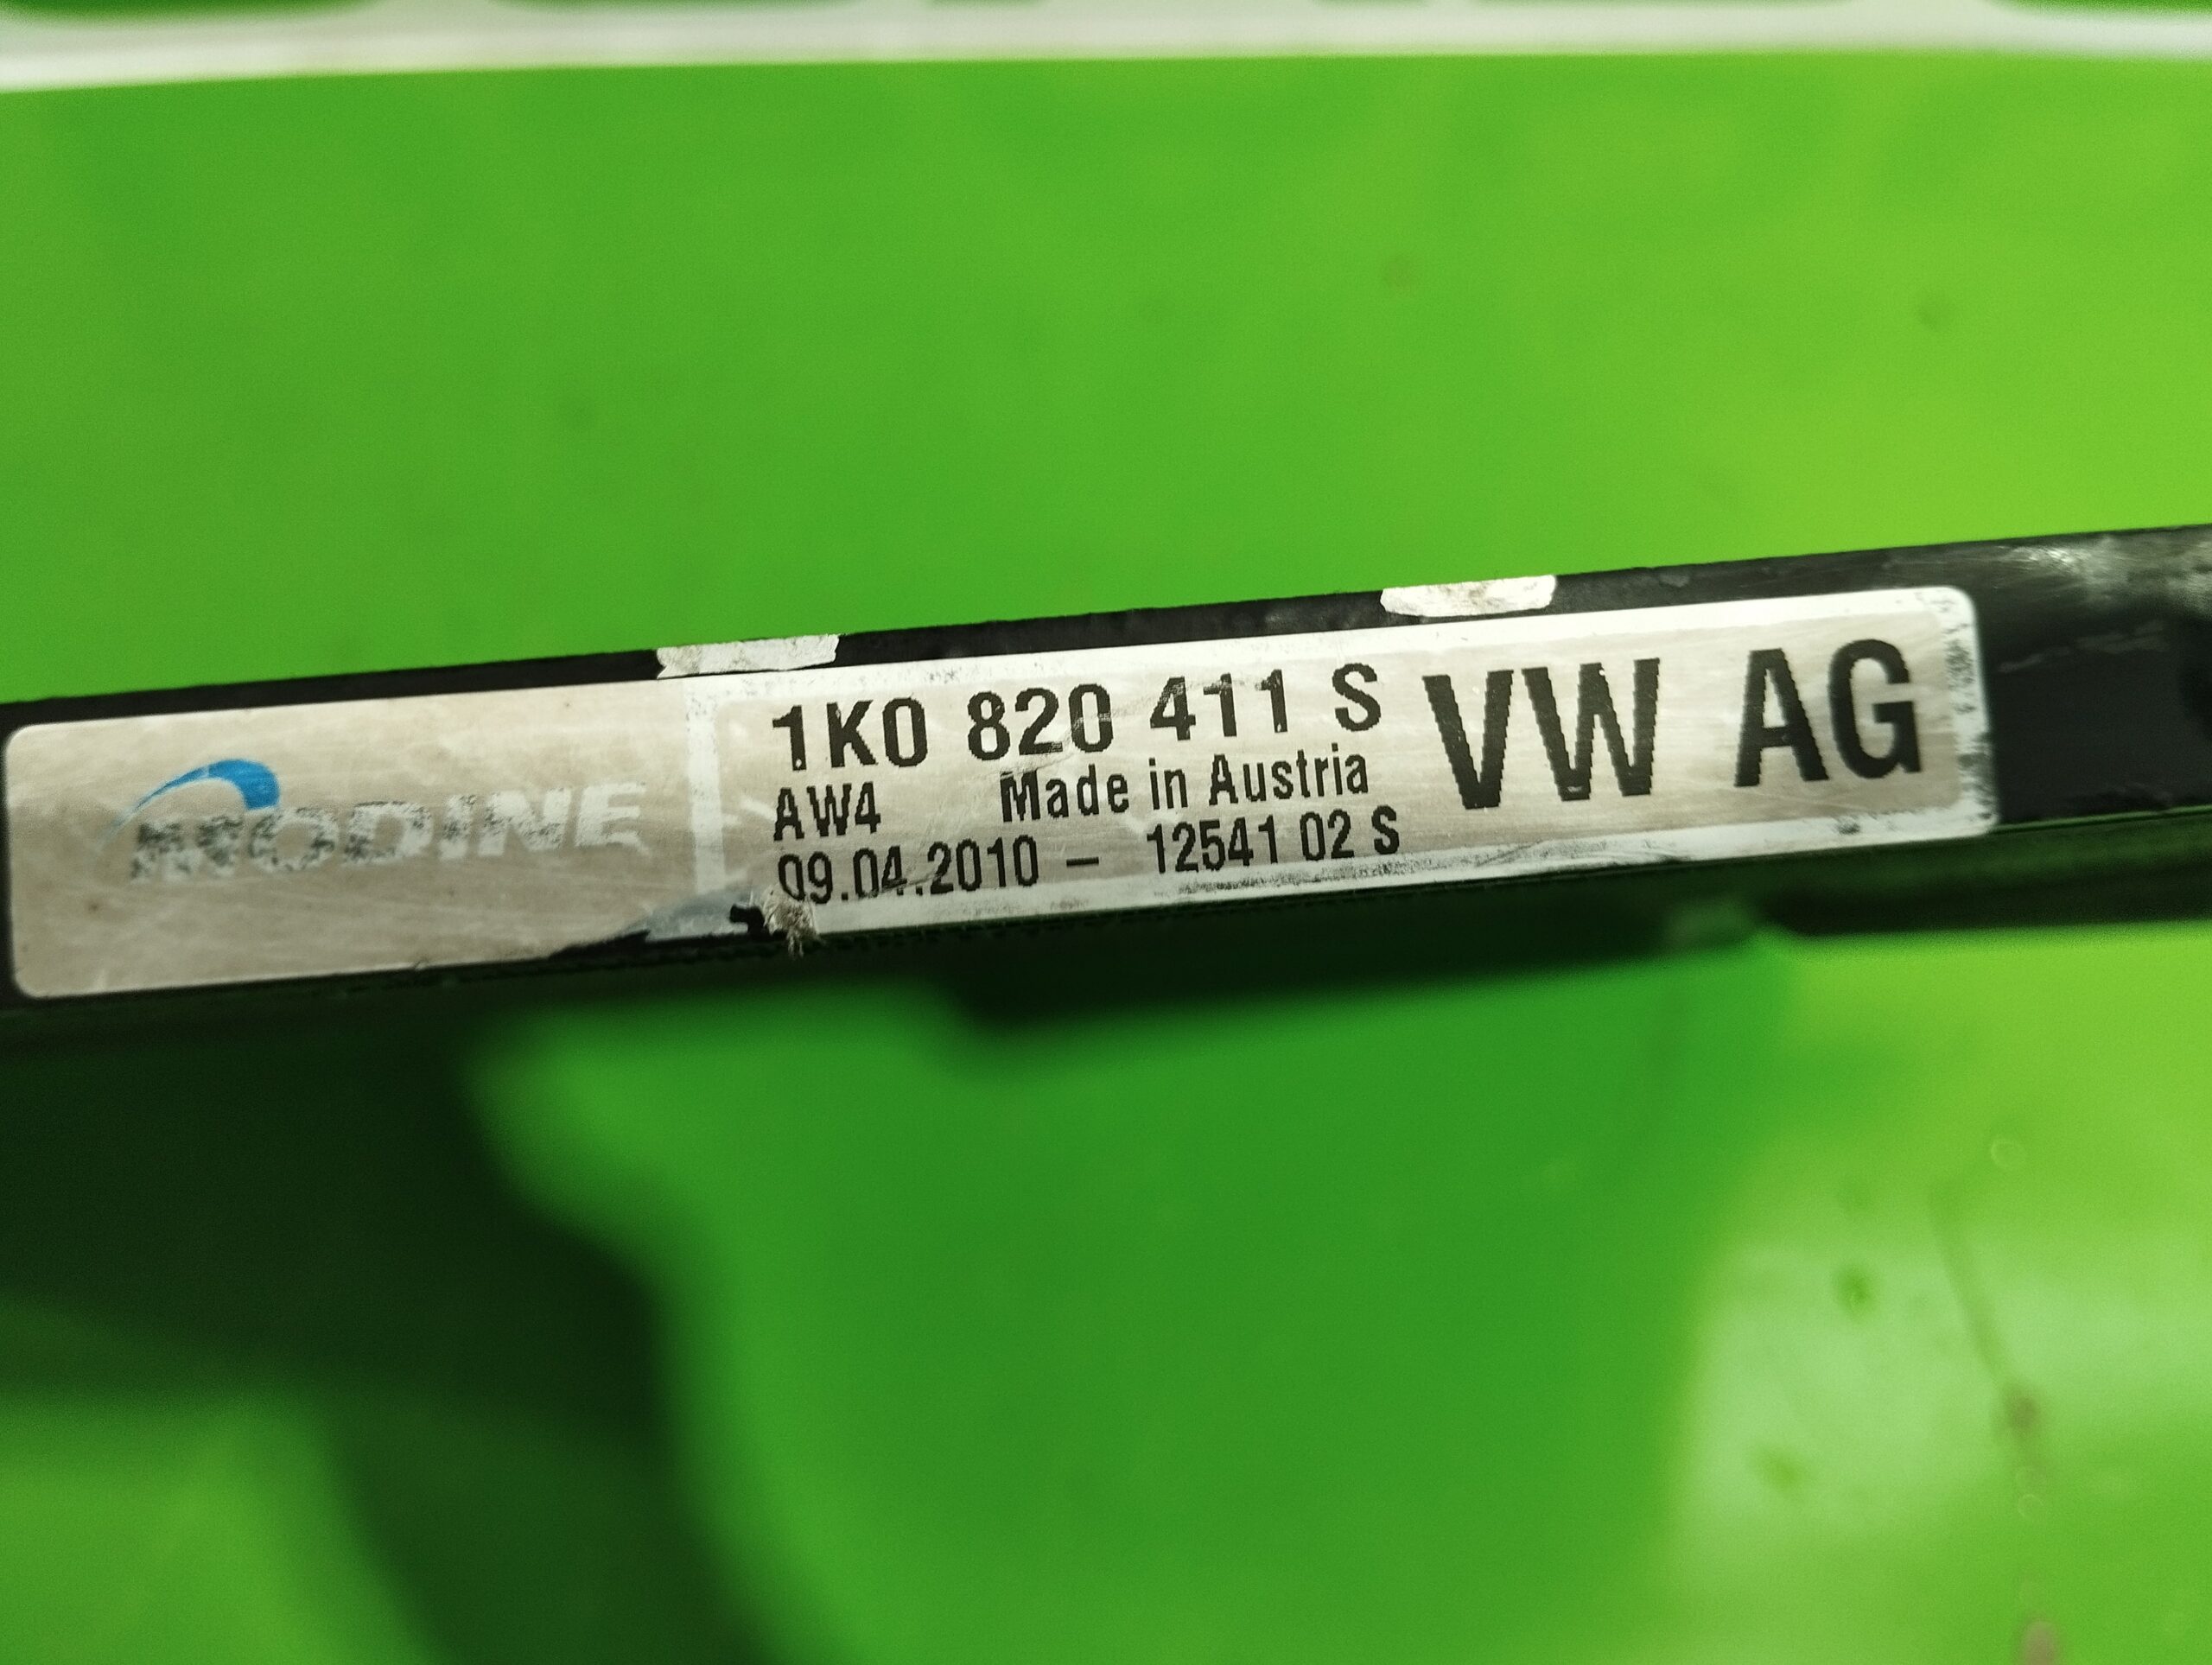 MODINE
1K0 820 411 S
AW4 Made in Austria
09.04.2010 – 12541 02 S
VW AG